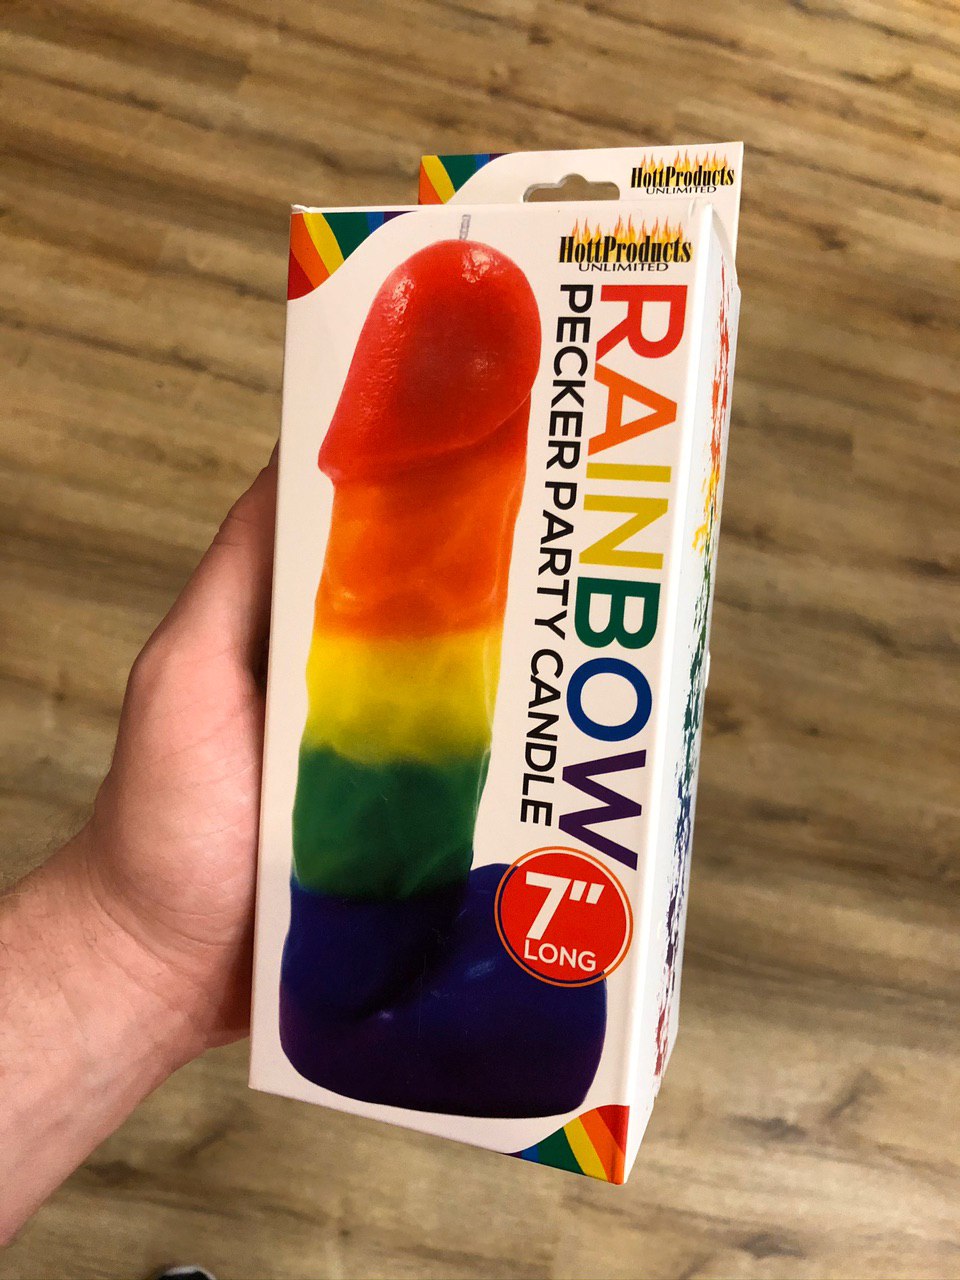 HottProducts
UNLIMITED
HottProducts
UNLIMITED
RAINBOW
PECKER PARTY CANDLE
7"
LONG